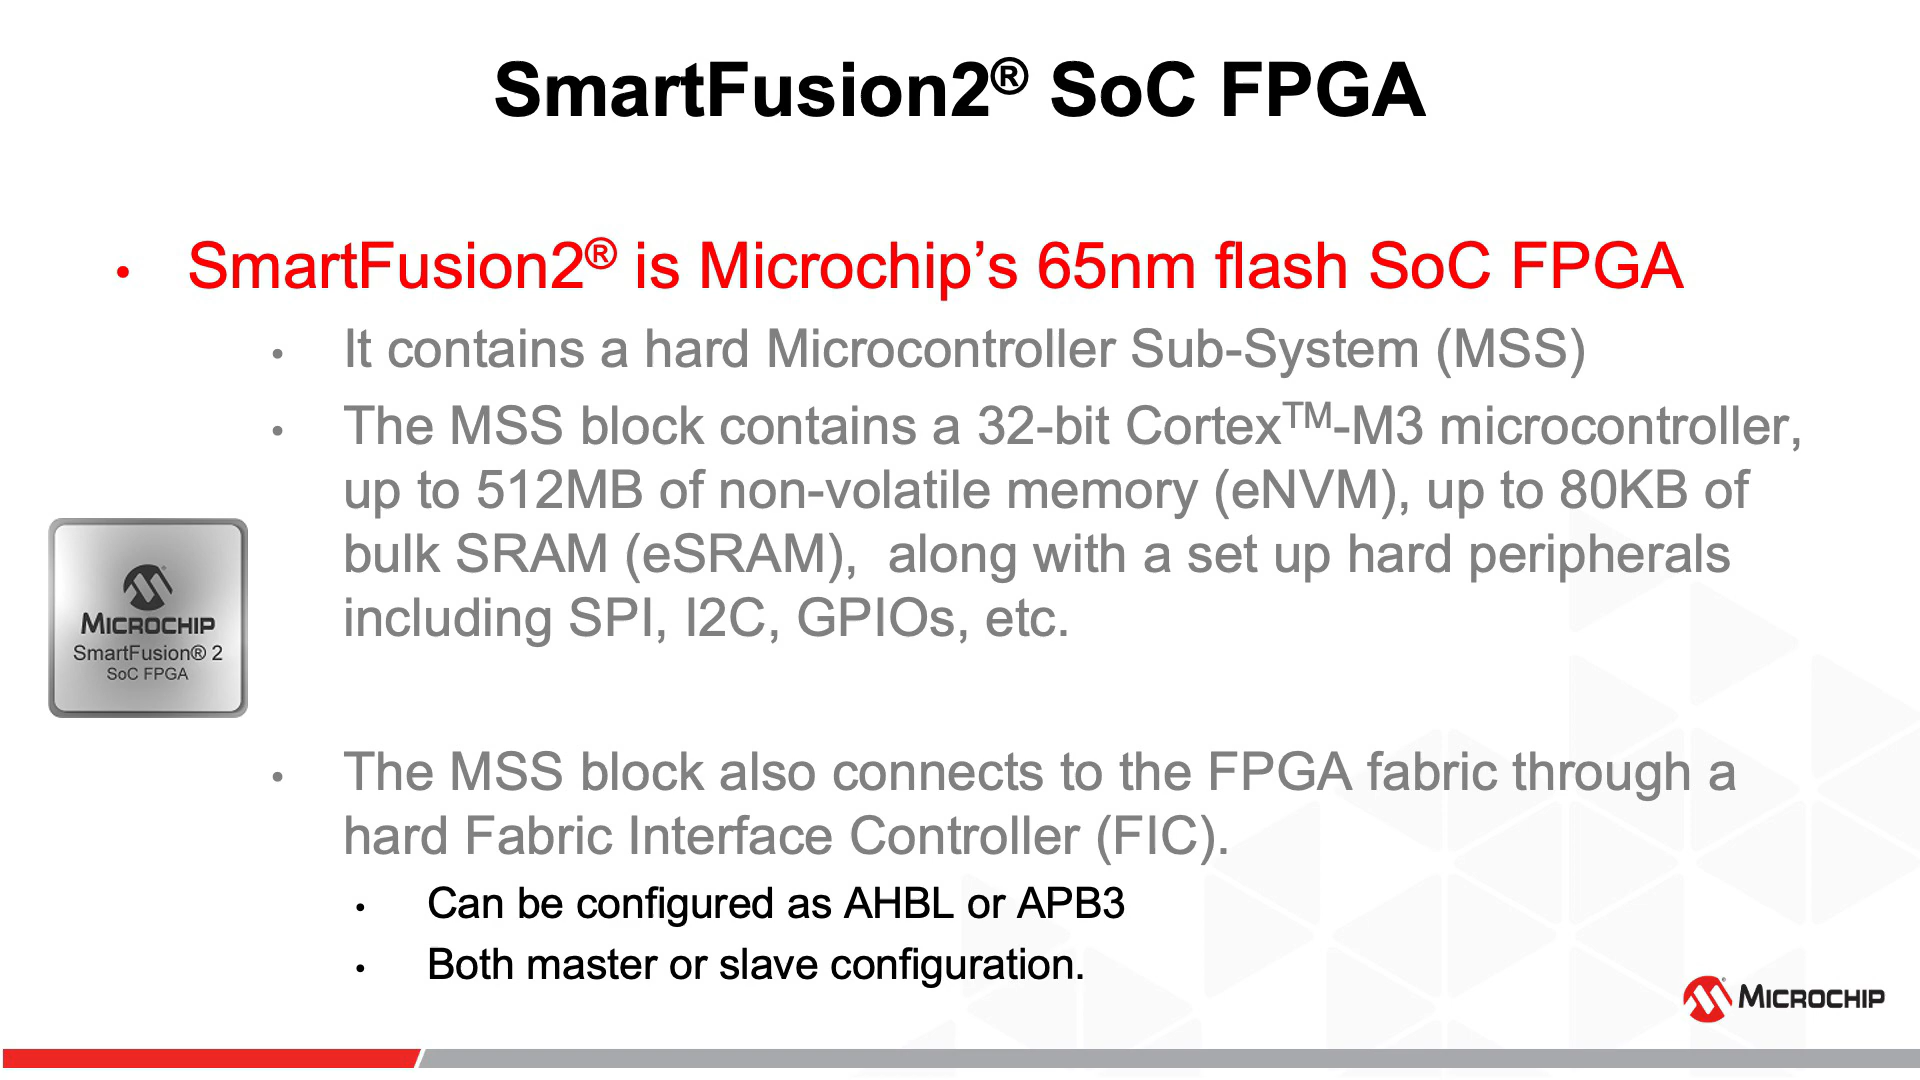 SmartFusion2® SoC FPGA
• SmartFusion2® is Microchip’s 65nm flash SoC FPGA
• It contains a hard Microcontroller Sub-System (MSS)
• The MSS block contains a 32-bit Cortex™-M3 microcontroller,
up to 512MB of non-volatile memory (eNVM), up to 80KB of
bulk SRAM (eSRAM),  along with a set up hard peripherals
including SPI, I2C, GPIOs, etc.
MICROCHIP
SmartFusion® 2
SoC FPGA
• The MSS block also connects to the FPGA fabric through a
hard Fabric Interface Controller (FIC).
• Can be configured as AHBL or APB3
• Both master or slave configuration.
MICROCHIP